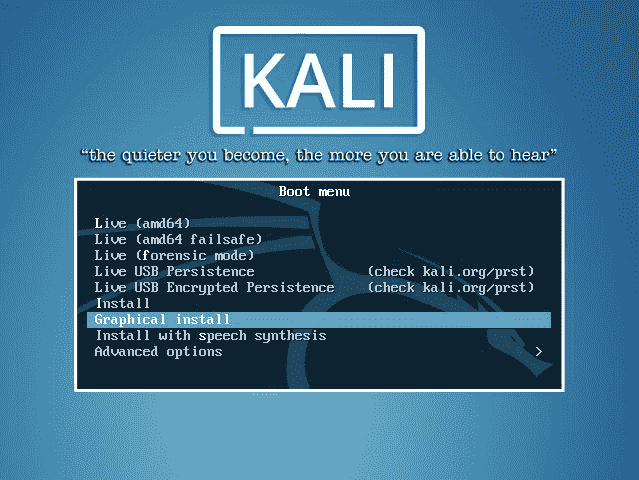 KALI
“the quieter you become, the more you are able to hear”
Boot menu
Live (amd64)
Live (amd64 failsafe)
Live (forensic mode)
Live USB Persistence (check kali.org/prst)
Live USB Encrypted Persistence (check kali.org/prst)
Install
Graphical install
Install with speech synthesis
Advanced options >